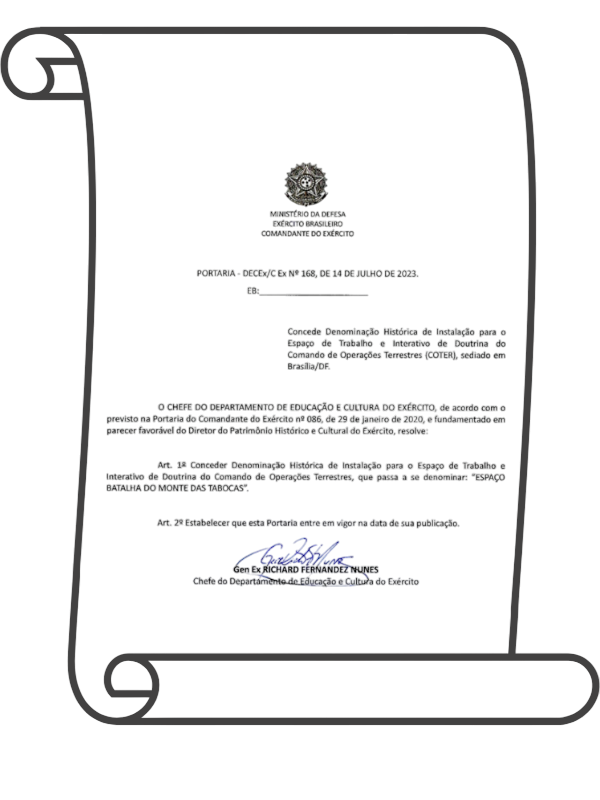 MINISTÉRIO DA DEFESA
EXÉRCITO BRASILEIRO
COMANDANTE DO EXÉRCITO
PORTARIA - DECEx/C Ex Nº 168, DE 14 DE JULHO DE 2023.
EB:____________________
Concede Denominação Histórica de Instalação para o
Espaço de Trabalho e Interativo de Doutrina do
Comando de Operações Terrestres (COTER), sediado em
Brasília/DF.
O CHEFE DO DEPARTAMENTO DE EDUCAÇÃO E CULTURA DO EXÉRCITO, de acordo com o
previsto na Portaria do Comandante do Exército nº 086, de 29 de janeiro de 2020, e fundamentado em
parecer favorável do Diretor do Patrimônio Histórico e Cultural do Exército, resolve:
Art. 1º Conceder Denominação Histórica de Instalação para o Espaço de Trabalho e
Interativo de Doutrina do Comando de Operações Terrestres, que passa a se denominar: "ESPAÇO
BATALHA DO MONTE DAS TABOCAS".
Art. 2º Estabelecer que esta Portaria entre em vigor na data de sua publicação.
Gen Ex RICHARD FERNANDEZ NUNES
Chefe do Departamento de Educação e Cultura do Exército